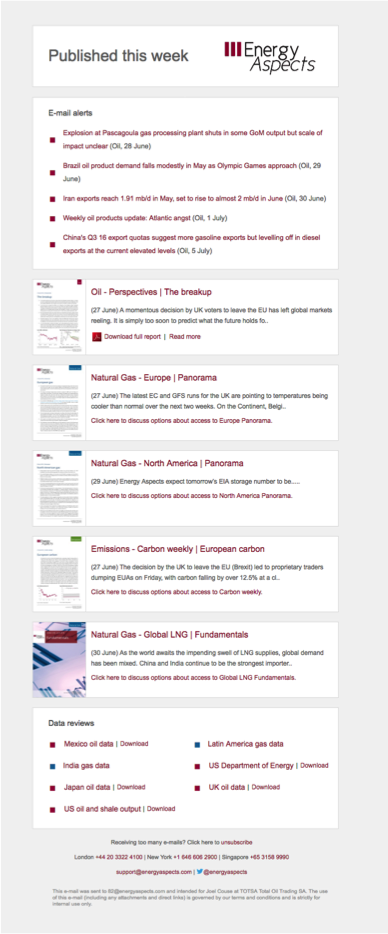 Published this week
Energy
Aspects
E-mail alerts
Explosion at Pascagoula gas processing plant shuts in some GoM output but scale of
impact unclear (Oil, 28 June)
Brazil oil product demand falls modestly in May as Olympic Games approach (Oil, 29
June)
Iran exports reach 1.91 mb/d in May, set to rise to almost 2 mb/d in June (Oil, 30 June)
Weekly oil products update: Atlantic angst (Oil, 1 July)
China's Q3 16 export quotas suggest more gasoline exports but levelling off in diesel
exports at the current elevated levels (Oil, 5 July)
Oil - Perspectives | The breakup
(27 June) A momentous decision by UK voters to leave the EU has left global markets
reeling. It is simply too soon to predict what the future holds fo..
Download full report | Read more
Natural Gas - Europe | Panorama
(27 June) The latest EC and GFS runs for the UK are pointing to temperatures being
cooler than normal over the next two weeks. On the Continent, Belgi..
Click here to discuss options about access to Europe Panorama.
Natural Gas - North America | Panorama
(29 June) Energy Aspects expect tomorrow's EIA storage number to be.....
Click here to discuss options about access to North America Panorama.
Emissions - Carbon weekly | European carbon
(27 June) The decision by the UK to leave the EU (Brexit) led to proprietary traders
dumping EUAs on Friday, with carbon falling by over 12.5% at a cl..
Click here to discuss options about access to Carbon weekly.
Natural Gas - Global LNG | Fundamentals
(30 June) As the world awaits the impending swell of LNG supplies, global demand
has been mixed. China and India continue to be the strongest importer..
Click here to discuss options about access to Global LNG Fundamentals.
Data reviews
Mexico oil data | Download
Latin America gas data
India gas data
US Department of Energy | Download
Japan oil data | Download
UK oil data | Download
US oil and shale output | Download
Receiving too many e-mails? Click here to unsubscribe
London +44 20 3322 4100 | New York +1 646 606 2900 | Singapore +65 3158 9990
support@energyaspects.com | @energyaspects
This e-mail was sent to 82@energyaspects.com and intended for Jost Couse at TOTSA Total Oil Trading SA. The use
of this e-mail (including any attachments and direct links) is governed by our terms and conditions and is strictly for
internal use only.